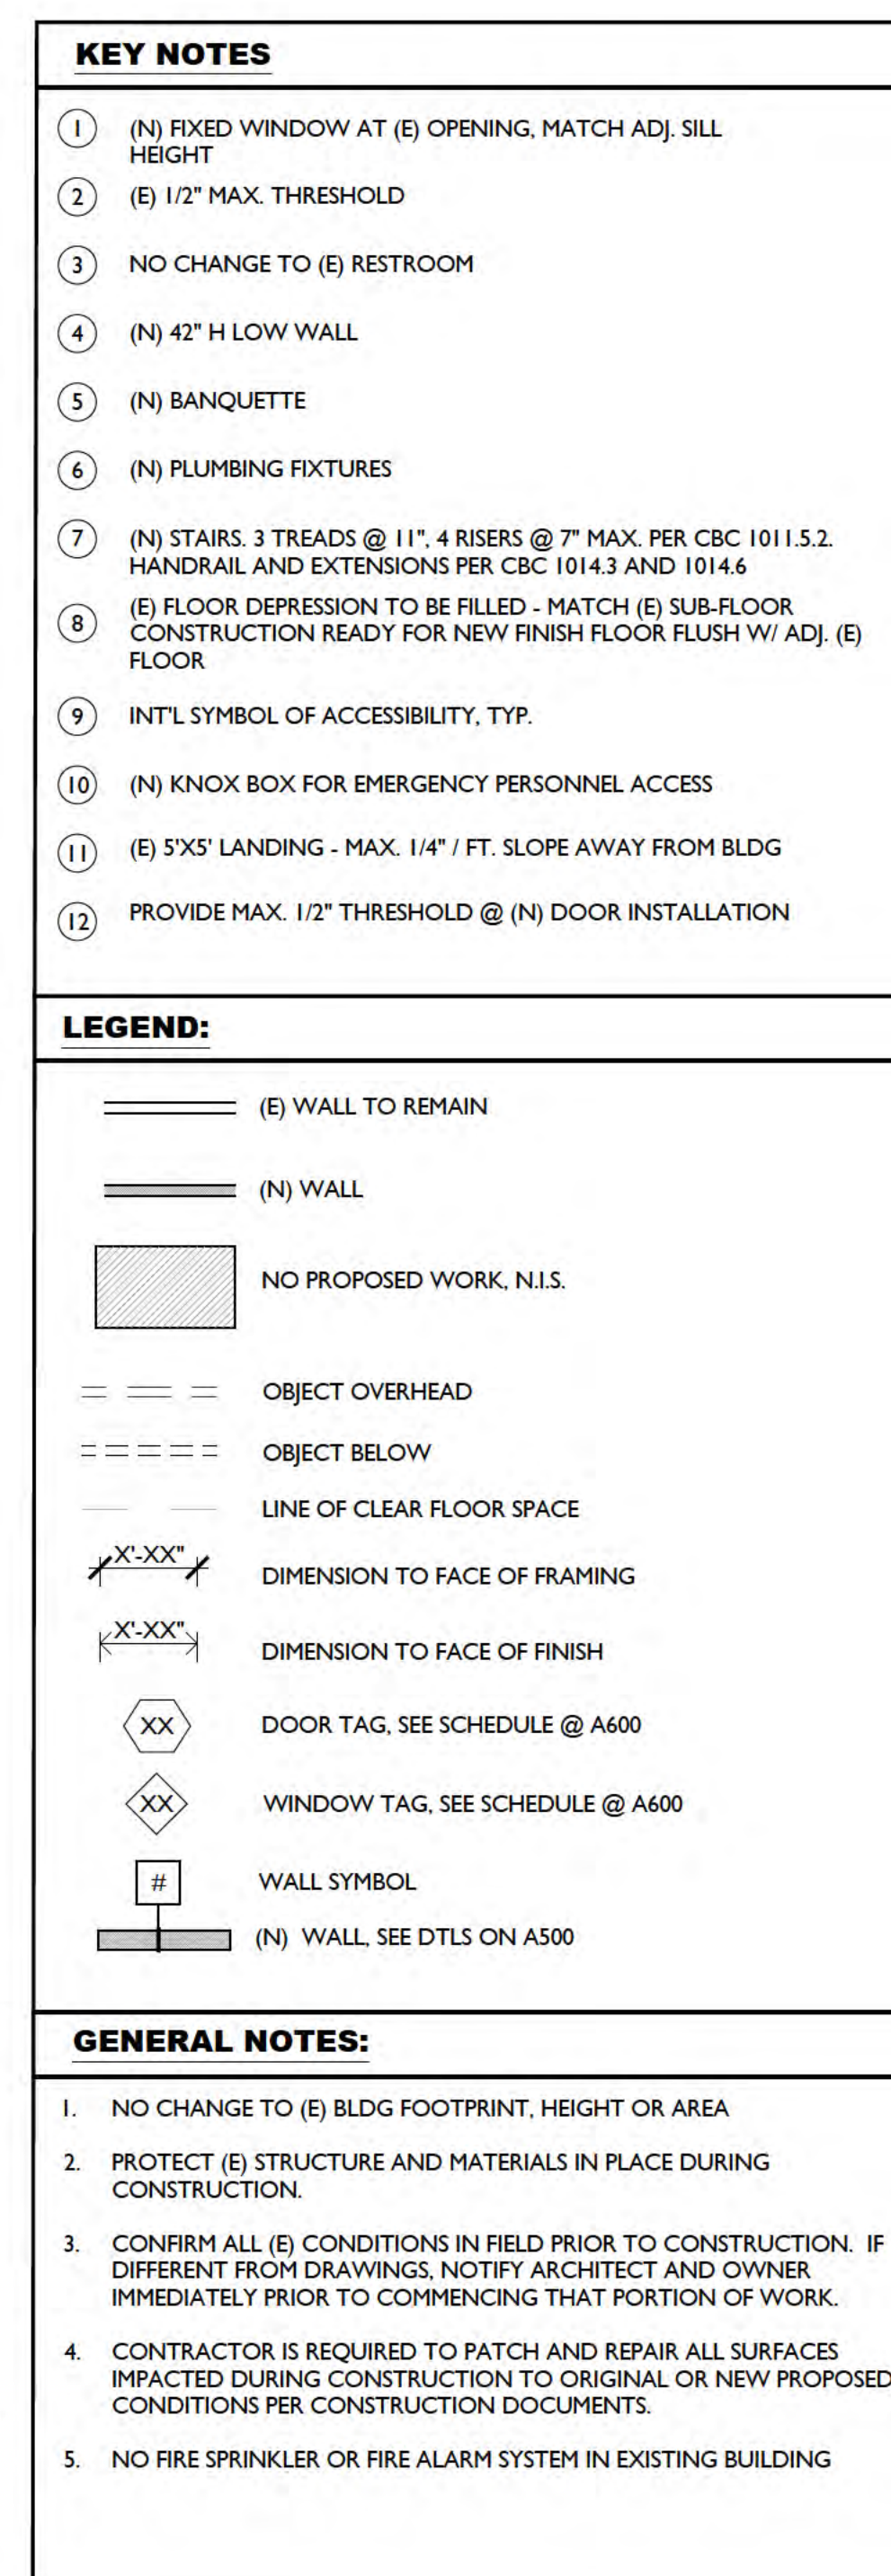 KEY NOTES
1 (N) FIXED WINDOW AT (E) OPENING, MATCH ADJ. SILL
HEIGHT
2 (E) 1/2" MAX. THRESHOLD
3 NO CHANGE TO (E) RESTROOM
4 (N) 42" H LOW WALL
5 (N) BANQUETTE
6 (N) PLUMBING FIXTURES
7 (N) STAIRS. 3 TREADS @ 11", 4 RISERS @ 7" MAX. PER CBC 1011.5.2.
HANDRAIL AND EXTENSIONS PER CBC 1014.3 AND 1014.6
8 (E) FLOOR DEPRESSION TO BE FILLED - MATCH (E) SUB-FLOOR
CONSTRUCTION READY FOR NEW FINISH FLOOR FLUSH W/ ADJ. (E)
FLOOR
9 INT'L SYMBOL OF ACCESSIBILITY, TYP.
10 (N) KNOX BOX FOR EMERGENCY PERSONNEL ACCESS
11 (E) 5'X5' LANDING - MAX. 1/4" / FT. SLOPE AWAY FROM BLDG
12 PROVIDE MAX. 1/2" THRESHOLD @ (N) DOOR INSTALLATION
LEGEND:
(E) WALL TO REMAIN
(N) WALL
NO PROPOSED WORK, N.I.S.
OBJECT OVERHEAD
OBJECT BELOW
LINE OF CLEAR FLOOR SPACE
X'-XX" DIMENSION TO FACE OF FRAMING
X'-XX" DIMENSION TO FACE OF FINISH
XX DOOR TAG, SEE SCHEDULE @ A600
XX WINDOW TAG, SEE SCHEDULE @ A600
# WALL SYMBOL
(N) WALL, SEE DTLS ON A500
GENERAL NOTES:
1. NO CHANGE TO (E) BLDG FOOTPRINT, HEIGHT OR AREA
2. PROTECT (E) STRUCTURE AND MATERIALS IN PLACE DURING
CONSTRUCTION.
3. CONFIRM ALL (E) CONDITIONS IN FIELD PRIOR TO CONSTRUCTION. IF
DIFFERENT FROM DRAWINGS, NOTIFY ARCHITECT AND OWNER
IMMEDIATELY PRIOR TO COMMENCING THAT PORTION OF WORK.
4. CONTRACTOR IS REQUIRED TO PATCH AND REPAIR ALL SURFACES
IMPACTED DURING CONSTRUCTION TO ORIGINAL OR NEW PROPOSED
CONDITIONS PER CONSTRUCTION DOCUMENTS.
5. NO FIRE SPRINKLER OR FIRE ALARM SYSTEM IN EXISTING BUILDING